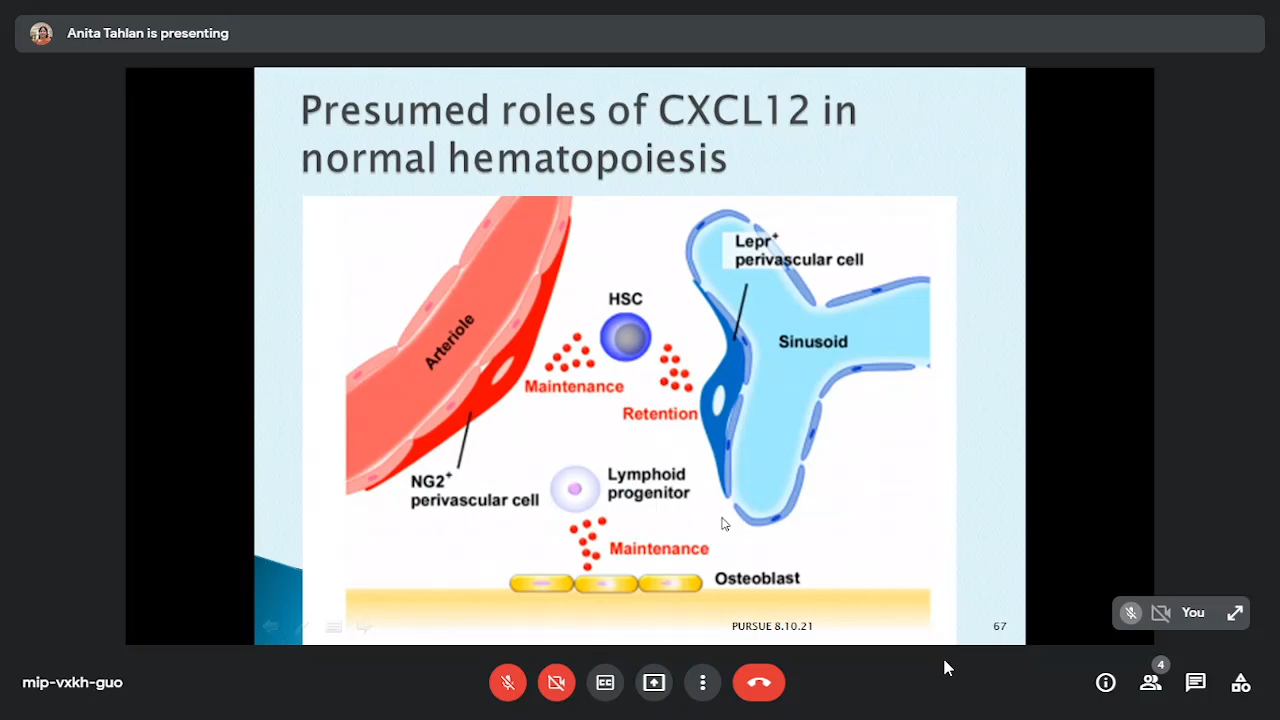 Anita Tahlan is presenting
Presumed roles of CXCL12 in
normal hematopoiesis
Lepr+
perivascular cell
HSC
Arteriole
Sinusoid
Maintenance
Retention
NG2+
perivascular cell
Lymphoid
progenitor
Maintenance
Osteoblast
PURSUE 8.10.21
67
You
mip-vxkh-guo
CC
4